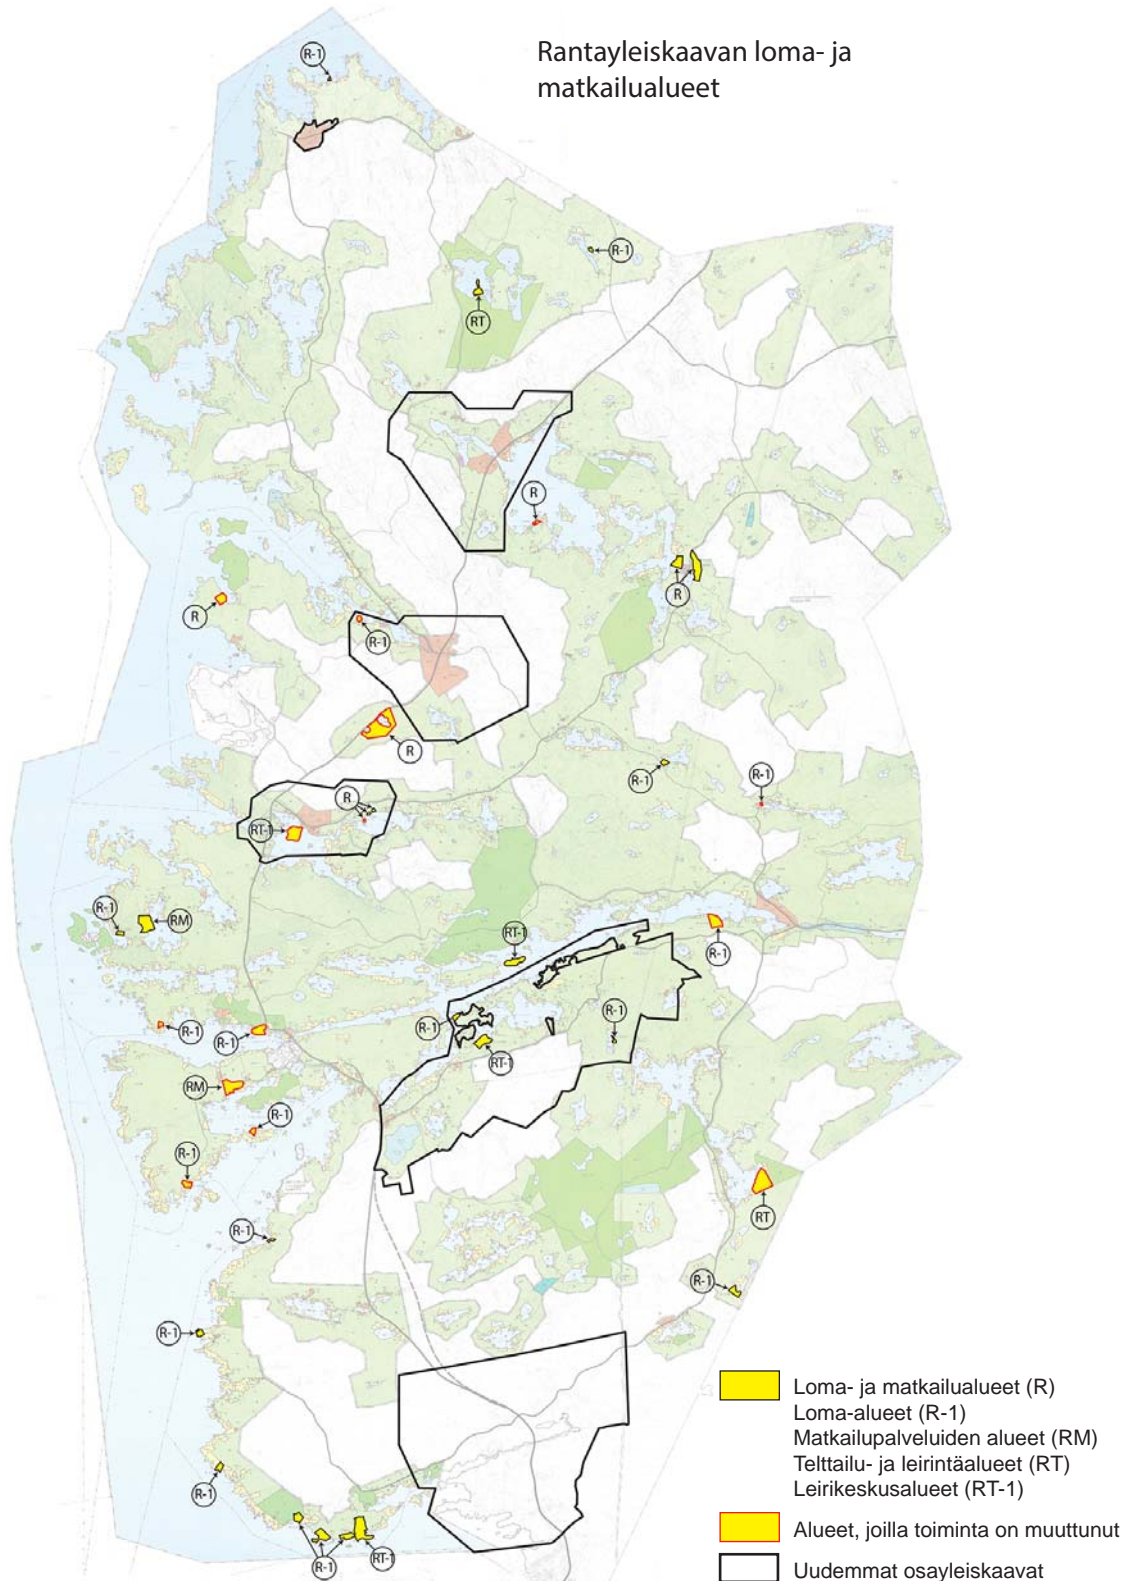 Rantayleiskaavan loma- ja
matkailualueet
R-1
R-1
RT
R
R
R
R-1
R
R-1
R-1
R
RT-1
R-1
RM
R-1
RT-1
R-1
R-1
R-1
R-1
RT-1
RM
R-1
R-1
RT
R-1
R-1
R-1
R-1
R-1
RT-1
Loma- ja matkailualueet (R)
Loma-alueet (R-1)
Matkailupalveluiden alueet (RM)
Telttailu- ja leirintäalueet (RT)
Leirikeskusalueet (RT-1)
Alueet, joilla toiminta on muuttunut
Uudemmat osayleiskaavat